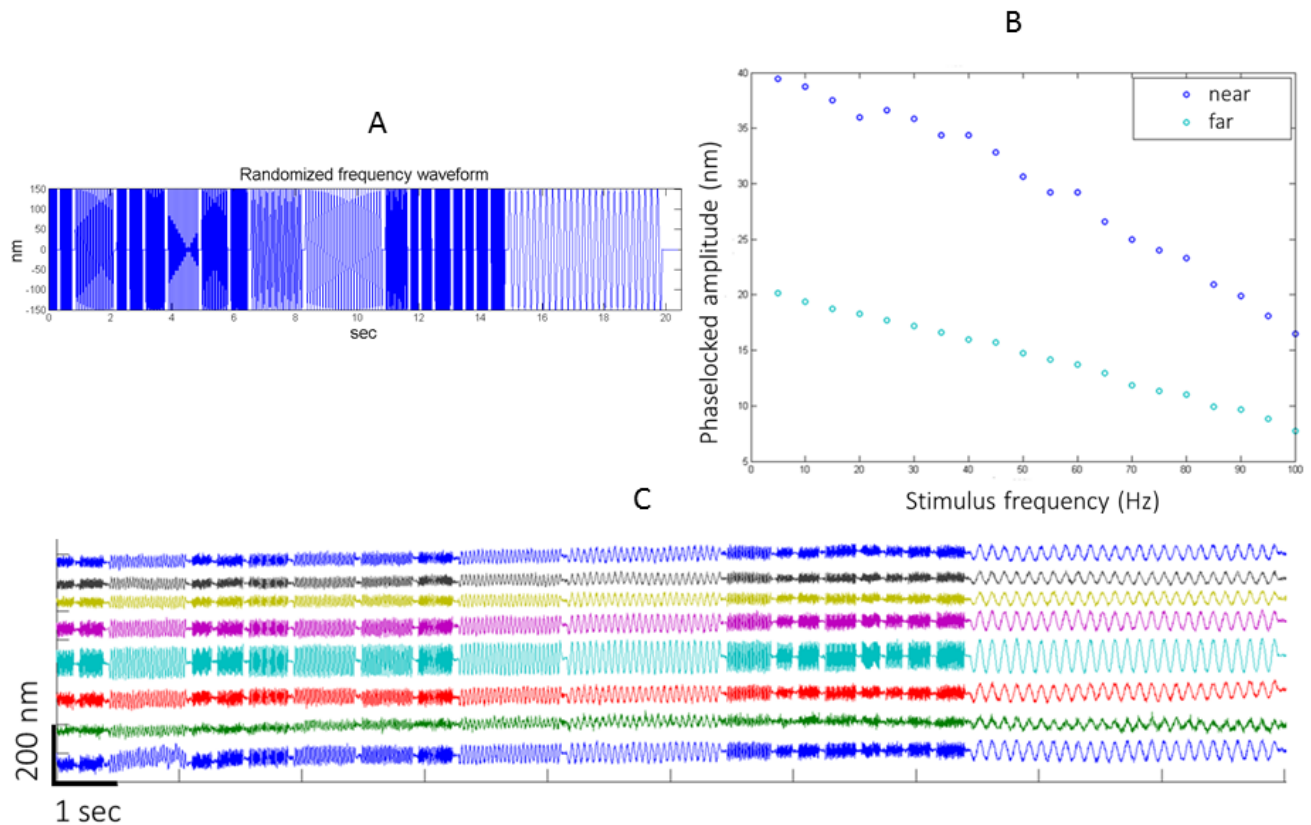 A
Randomized frequency waveform
150
100
50
0
-50
-100
-150
nm
0 2 4 6 8 10 12 14 16 18 20
sec
B
near
far
40
35
30
25
20
15
10
5
Phaselocked amplitude (nm)
0 10 20 30 40 50 60 70 80 90 100
Stimulus frequency (Hz)
C
200 nm
1 sec